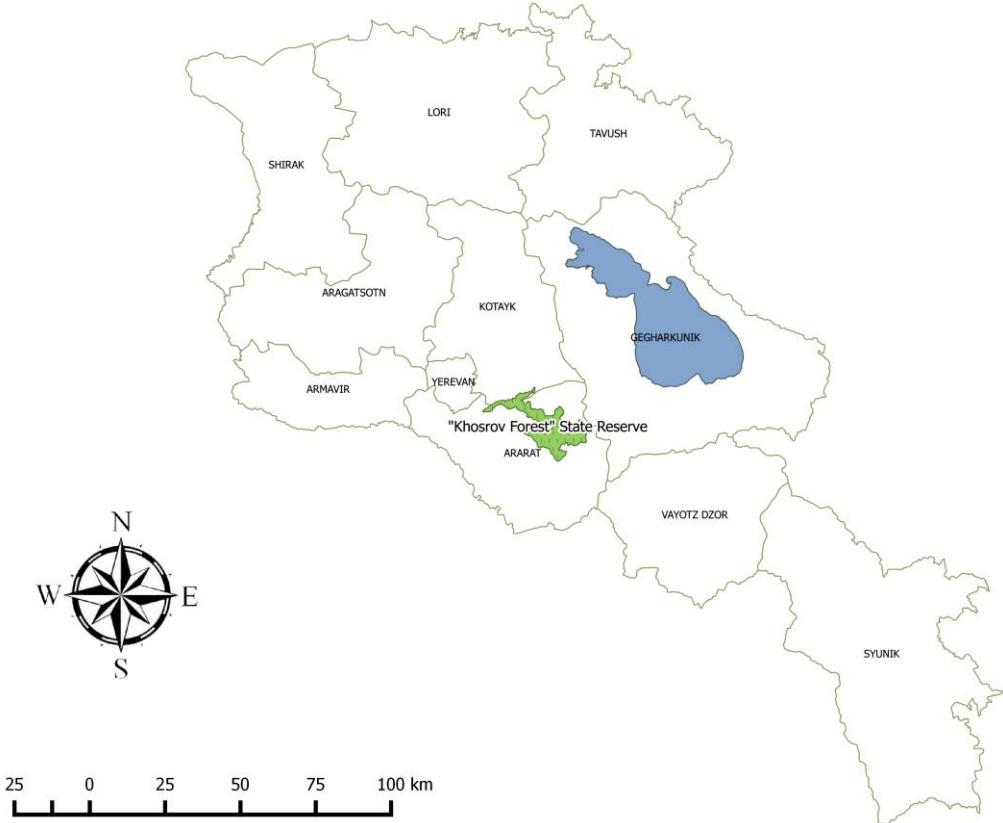 LORI
TAVUSH
SHIRAK
ARAGATSOTN
KOTAYK
GEGHARKUNIK
YEREVAN
ARMAVIR
"Khosrov Forest" State Reserve
ARARAT
VAYOTZ DZOR
N
W E
S
SYUNIK
25 0 25 50 75 100 km